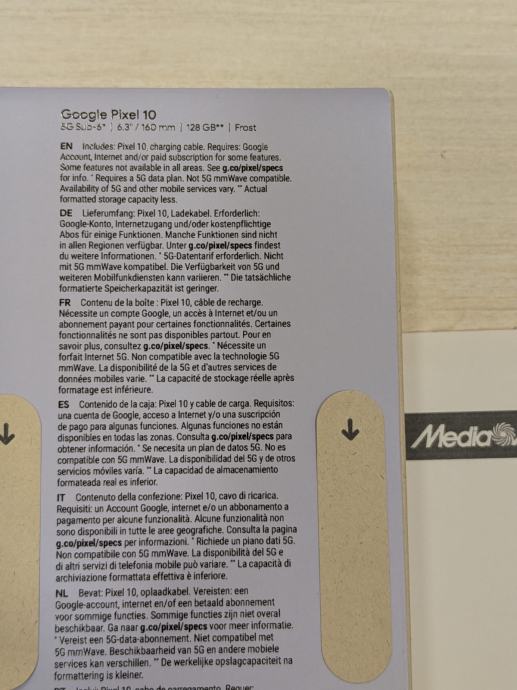 Google Pixel 10
5G Sub-6* | 6.3" / 160 mm | 128 GB** | Frost
EN Includes: Pixel 10, charging cable. Requires: Google
Account, Internet and/or paid subscription for some features.
Some features not available in all areas. See g.co/pixel/specs
for info. * Requires a 5G data plan. Not 5G mmWave compatible.
Availability of 5G and other mobile services vary. ** Actual
formatted storage capacity less.
DE Lieferumfang: Pixel 10, Ladekabel. Erforderlich:
Google-Konto, Internetzugang und/oder kostenpflichtige
Abos für einige Funktionen. Manche Funktionen sind nicht
in allen Regionen verfügbar. Unter g.co/pixel/specs findest
du weitere Informationen. * 5G-Datentarif erforderlich. Nicht
mit 5G mmWave kompatibel. Die Verfügbarkeit von 5G und
weiteren Mobilfunkdiensten kann variieren. ** Die tatsächliche
formatierte Speicherkapazität ist geringer.
FR Contenu de la boîte : Pixel 10, câble de recharge.
Nécessite un compte Google, un accès à Internet et/ou un
abonnement payant pour certaines fonctionnalités. Certaines
fonctionnalités ne sont pas disponibles partout. Pour en
savoir plus, consultez g.co/pixel/specs. * Nécessite un
forfait Internet 5G. Non compatible avec la technologie 5G
mmWave. La disponibilité de la 5G et d'autres services de
données mobiles varie. ** La capacité de stockage réelle après
formatage est inférieure.
ES Contenido de la caja: Pixel 10 y cable de carga. Requisitos:
una cuenta de Google, acceso a Internet y/o una suscripción
de pago para algunas funciones. Algunas funciones no están
disponibles en todas las zonas. Consulta g.co/pixel/specs para
obtener información. * Se necesita un plan de datos 5G. No es
compatible con 5G mmWave. La disponibilidad del 5G y de otros
servicios móviles varía. ** La capacidad de almacenamiento
formateada real es inferior.
IT Contenuto della confezione: Pixel 10, cavo di ricarica.
Requisiti: un Account Google, internet e/o un abbonamento a
pagamento per alcune funzionalità. Alcune funzionalità non
sono disponibili in tutte le aree geografiche. Consulta la pagina
g.co/pixel/specs per informazioni. * Richiede un piano dati 5G.
Non compatibile con 5G mmWave. La disponibilità del 5G e
di altri servizi di telefonia mobile può variare. ** La capacità di
archiviazione formattata effettiva è inferiore.
NL Bevat: Pixel 10, oplaadkabel. Vereisten: een
Google-account, internet en/of een betaald abonnement
voor sommige functies. Sommige functies zijn niet overal
beschikbaar. Ga naar g.co/pixel/specs voor meer informatie.
* Vereist een 5G-data-abonnement. Niet compatibel met
5G mmWave. Beschikbaarheid van 5G en andere mobiele
services kan verschillen. ** De werkelijke opslagcapaciteit na
formattering is kleiner.
Media